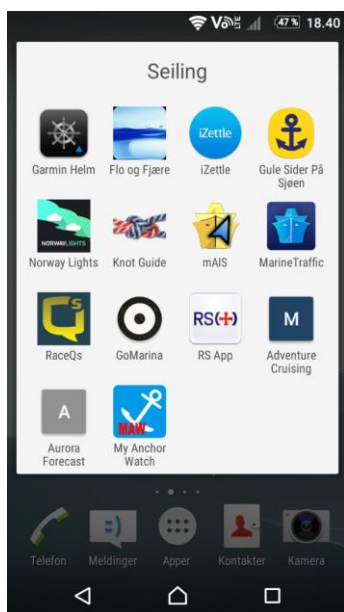 47% 18.40
Seiling
iZettle
Garmin Helm Flo og Fjære iZettle Gule Sider På
Sjøen
NORWAYLIGHTS
Norway Lights Knot Guide mAIS MarineTraffic
S
RS(+) M
RaceQs GoMarina RS App Adventure
Cruising
A
MAW
Aurora My Anchor
Forecast Watch
Telefon Meldinger Apper Kontakter Kamera